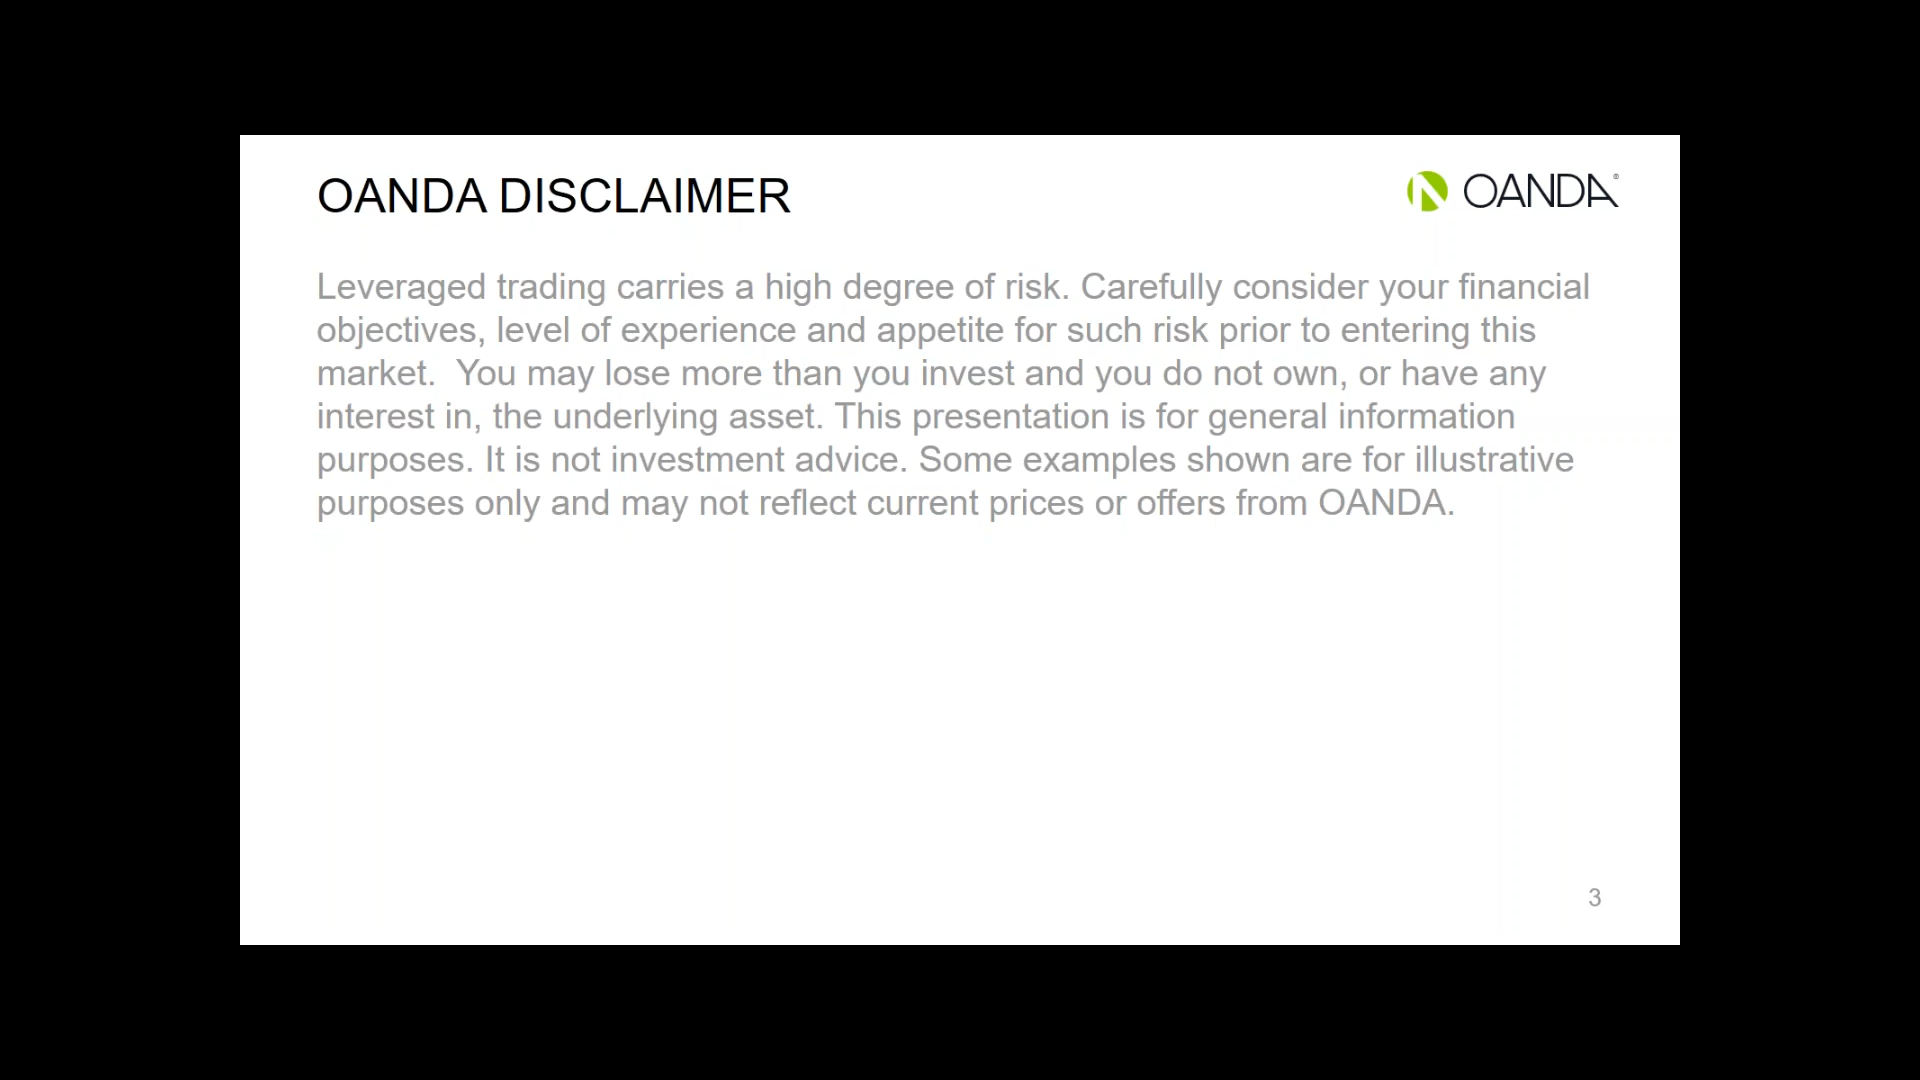 OANDA DISCLAIMER
OANDA®
Leveraged trading carries a high degree of risk. Carefully consider your financial
objectives, level of experience and appetite for such risk prior to entering this
market.  You may lose more than you invest and you do not own, or have any
interest in, the underlying asset. This presentation is for general information
purposes. It is not investment advice. Some examples shown are for illustrative
purposes only and may not reflect current prices or offers from OANDA.
3